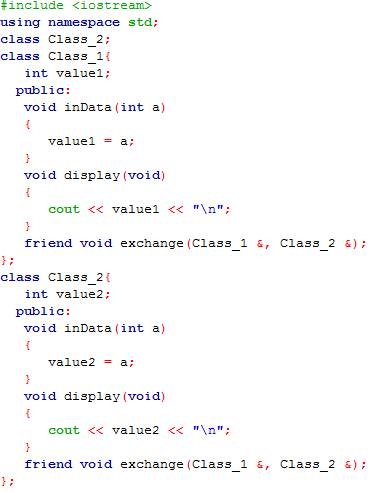 #include <iostream>
using namespace std;
class Class_2;
class Class_1{
   int value1;
  public:
   void inData(int a)
   {
      value1 = a;
   }
   void display(void)
   {
      cout << value1 << "\n";
   }
   friend void exchange(Class_1 &, Class_2 &);
};
class Class_2{
   int value2;
  public:
   void inData(int a)
   {
      value2 = a;
   }
   void display(void)
   {
      cout << value2 << "\n";
   }
   friend void exchange(Class_1 &, Class_2 &);
};